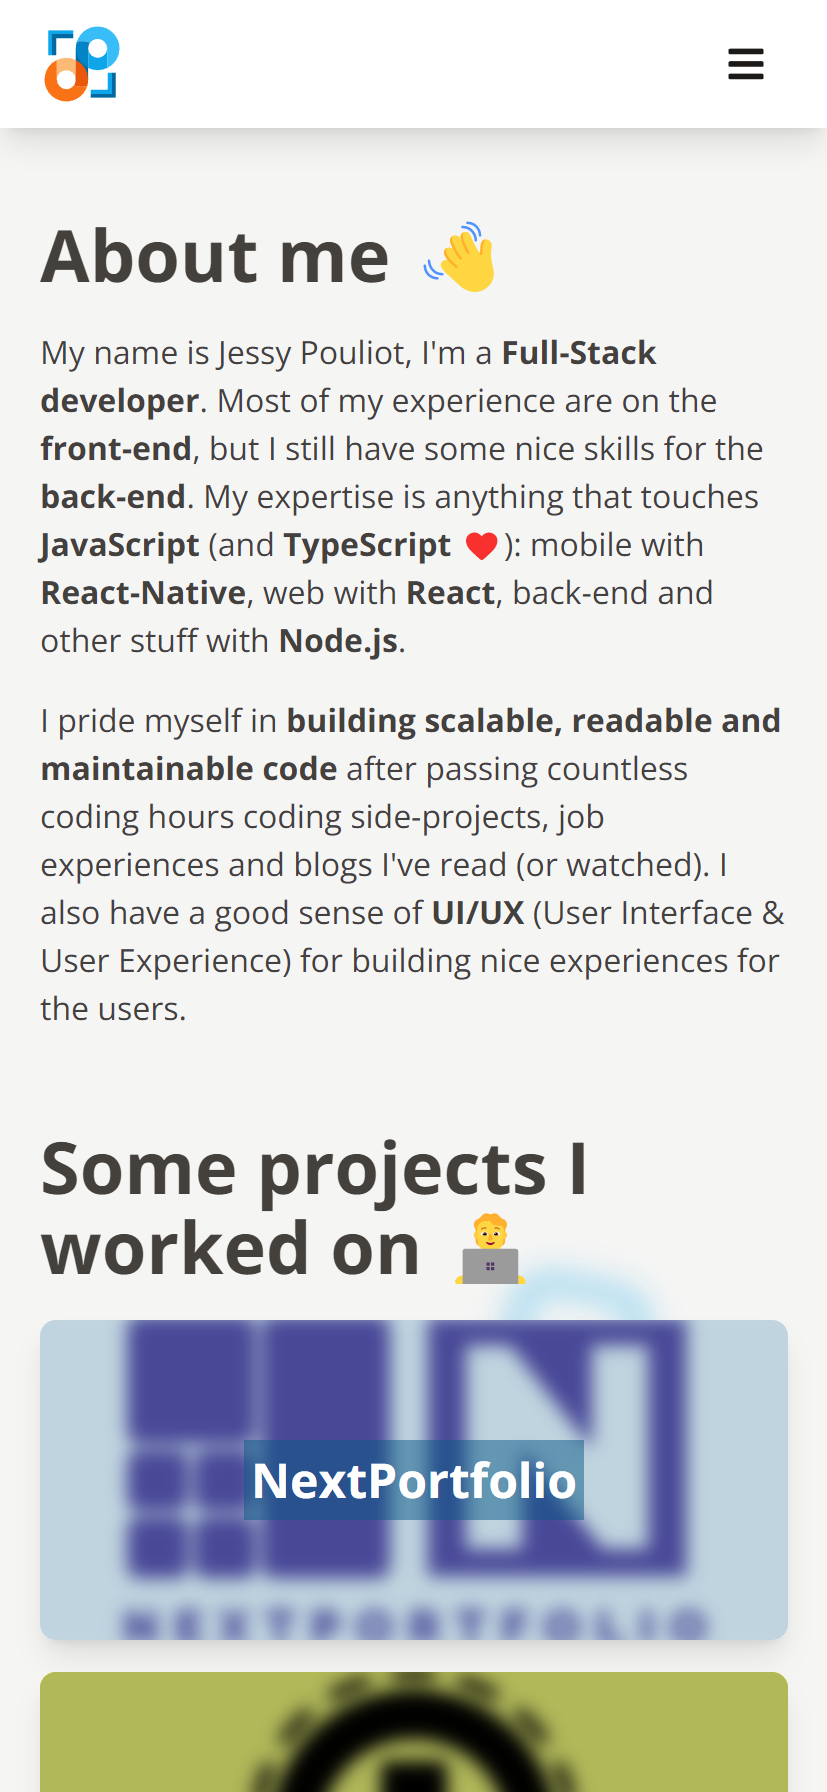 About me
My name is Jessy Pouliot, I'm a Full-Stack
developer. Most of my experience are on the
front-end, but I still have some nice skills for the
back-end. My expertise is anything that touches
JavaScript (and TypeScript ❤️): mobile with
React-Native, web with React, back-end and
other stuff with Node.js.
I pride myself in building scalable, readable and
maintainable code after passing countless
coding hours coding side-projects, job
experiences and blogs I've read (or watched). I
also have a good sense of UI/UX (User Interface &
User Experience) for building nice experiences for
the users.
Some projects I
worked on
N
NextPortfolio
NEXTPORTFOLIO